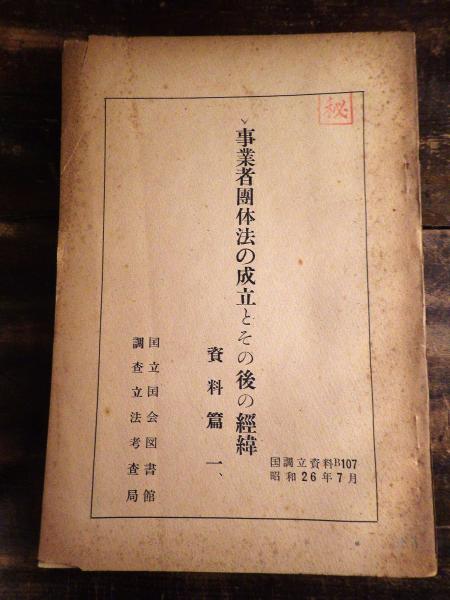 秘
事業者團体法の成立とその後の經緯
資料篇 一、
国調立資料B107
昭和26年7月
国立国会図書館
調査立法考査局